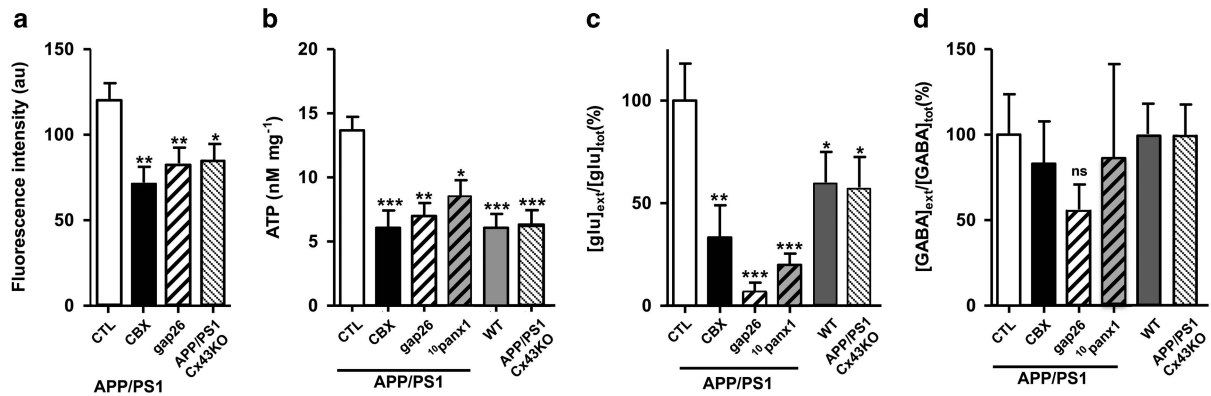 a
Fluorescence intensity (au)
150
100
50
0
**
**
*
CTL
CBX
gap26
APP/PS1
Cx43KO
APP/PS1
b
ATP (nM mg-1)
20
15
10
5
0
***
**
*
***
***
CTL
CBX
gap26
10panx1
WT
APP/PS1
Cx43KO
APP/PS1
c
[glu]ext/[glu]tot(%)
100
50
0
**
***
***
*
*
CTL
CBX
gap26
10panx1
WT
APP/PS1
Cx43KO
APP/PS1
d
[GABA]ext/[GABA]tot(%)
150
100
50
0
ns
CTL
CBX
gap26
10panx1
WT
APP/PS1
Cx43KO
APP/PS1